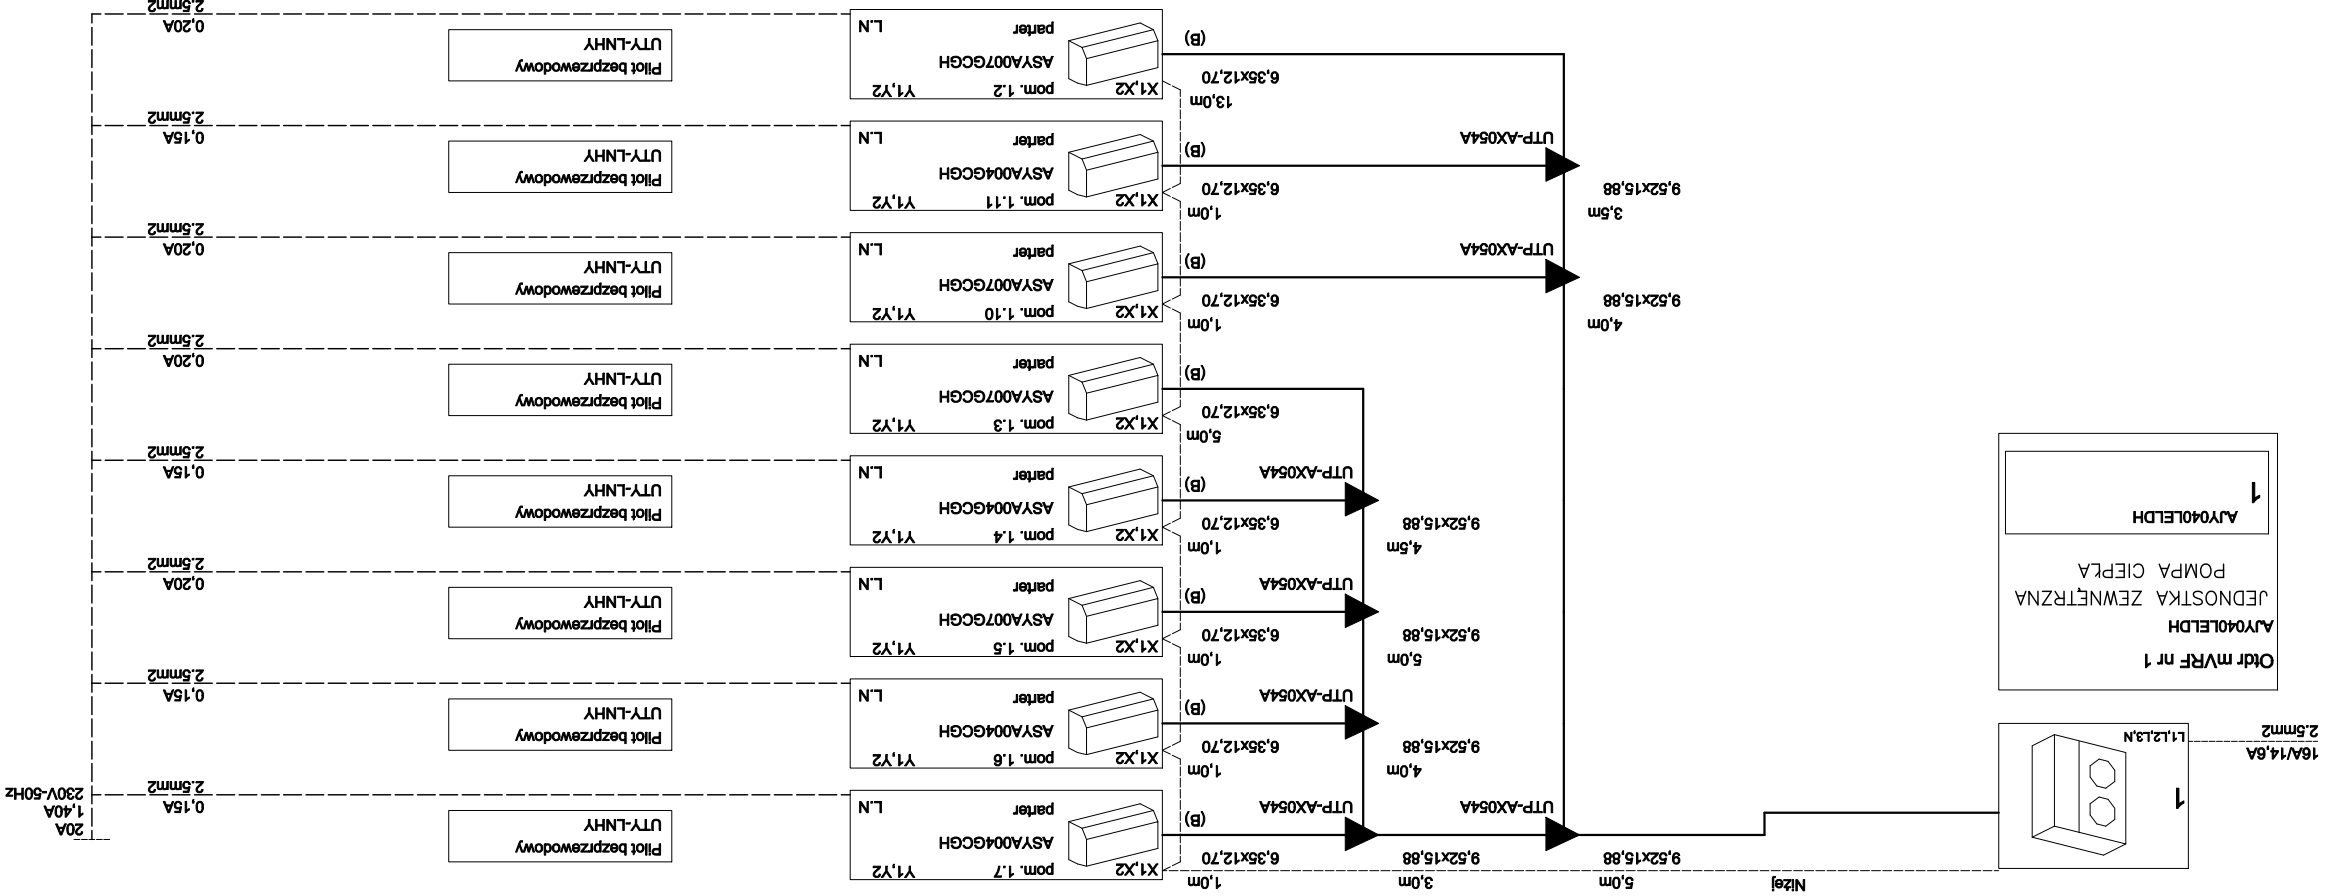 Niżej
5,0m
9,52x15,88
1
L1,L2,L3,N
16A/14,6A
2.5mm2
Otdr mVRF nr 1
AJY040LELDH
JEDNOSTKA ZEWNĘTRZNA
POMPA CIEPŁA
AJY040LELDH
1
UTP-AX054A
3,0m
9,52x15,88
UTP-AX054A
1,0m
6,35x12,70
(B)
X1,X2 pom. 1.7 Y1,Y2
ASYA004GCGH
parter
L.N
Pilot bezprzewodowy
UTY-LNHY
0,15A
2.5mm2
20A
1,40A
230V-50Hz
4,0m
9,52x15,88
UTP-AX054A
1,0m
6,35x12,70
(B)
X1,X2 pom. 1.6 Y1,Y2
ASYA004GCGH
parter
L.N
Pilot bezprzewodowy
UTY-LNHY
0,15A
2.5mm2
5,0m
9,52x15,88
UTP-AX054A
1,0m
6,35x12,70
(B)
X1,X2 pom. 1.5 Y1,Y2
ASYA007GCGH
parter
L.N
Pilot bezprzewodowy
UTY-LNHY
0,20A
2.5mm2
4,5m
9,52x15,88
UTP-AX054A
1,0m
6,35x12,70
(B)
X1,X2 pom. 1.4 Y1,Y2
ASYA004GCGH
parter
L.N
Pilot bezprzewodowy
UTY-LNHY
0,15A
2.5mm2
5,0m
6,35x12,70
(B)
X1,X2 pom. 1.3 Y1,Y2
ASYA007GCGH
parter
L.N
Pilot bezprzewodowy
UTY-LNHY
0,20A
2.5mm2
4,0m
9,52x15,88
UTP-AX054A
1,0m
6,35x12,70
(B)
X1,X2 pom. 1.10 Y1,Y2
ASYA007GCGH
parter
L.N
Pilot bezprzewodowy
UTY-LNHY
0,20A
2.5mm2
3,5m
9,52x15,88
UTP-AX054A
1,0m
6,35x12,70
(B)
X1,X2 pom. 1.11 Y1,Y2
ASYA004GCGH
parter
L.N
Pilot bezprzewodowy
UTY-LNHY
0,15A
2.5mm2
13,0m
6,35x12,70
(B)
X1,X2 pom. 1.2 Y1,Y2
ASYA007GCGH
parter
L.N
Pilot bezprzewodowy
UTY-LNHY
0,20A
2.5mm2